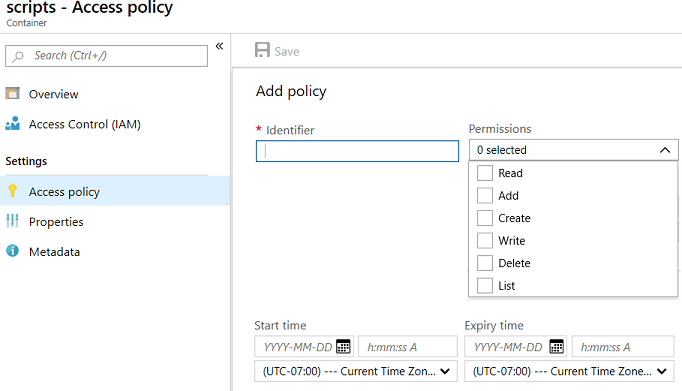 scripts - Access policy
Container
Search (Ctrl+/)
«
Overview
Access Control (IAM)
Settings
Access policy
Properties
Metadata
Save
Add policy
* Identifier
Permissions
0 selected
Read
Add
Create
Write
Delete
List
Start time
Expiry time
YYYY-MM-DD
h:mm:ss A
YYYY-MM-DD
h:mm:ss A
(UTC-07:00) --- Current Time Zon...
(UTC-07:00) --- Current Time Zone...